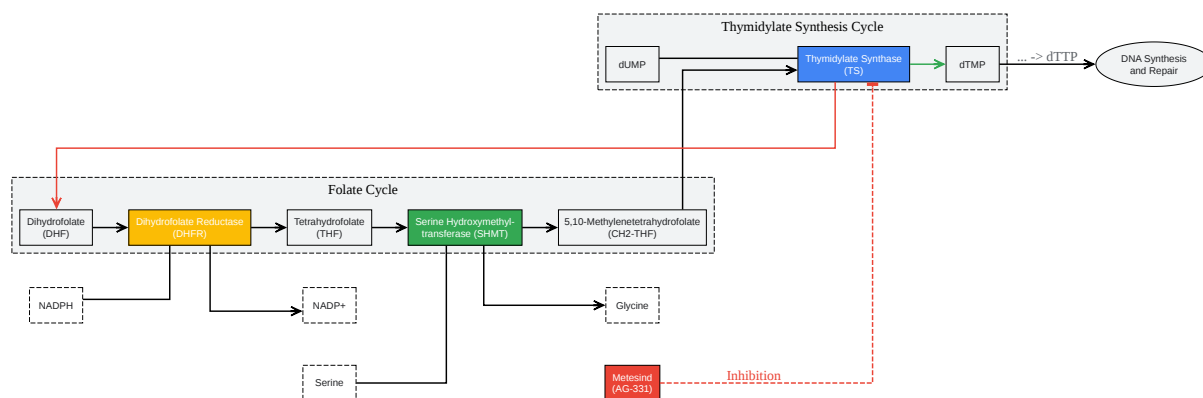 Thymidylate Synthesis Cycle
dUMP
Thymidylate Synthase
(TS)
dTMP
... -> dTTP
DNA Synthesis
and Repair
Folate Cycle
Dihydrofolate
(DHF)
Dihydrofolate Reductase
(DHFR)
Tetrahydrofolate
(THF)
Serine Hydroxymethyl-
transferase (SHMT)
5,10-Methylenetetrahydrofolate
(CH2-THF)
NADPH
NADP+
Glycine
Serine
Metesind
(AG-331)
Inhibition